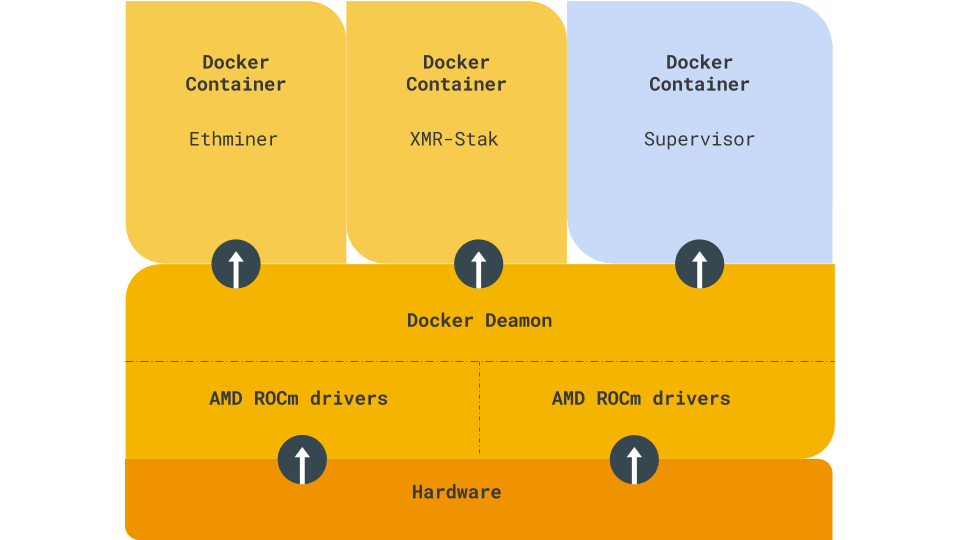 Docker
Container
Ethminer
Docker
Container
XMR-Stak
Docker
Container
Supervisor
Docker Deamon
AMD ROCm drivers
AMD ROCm drivers
Hardware